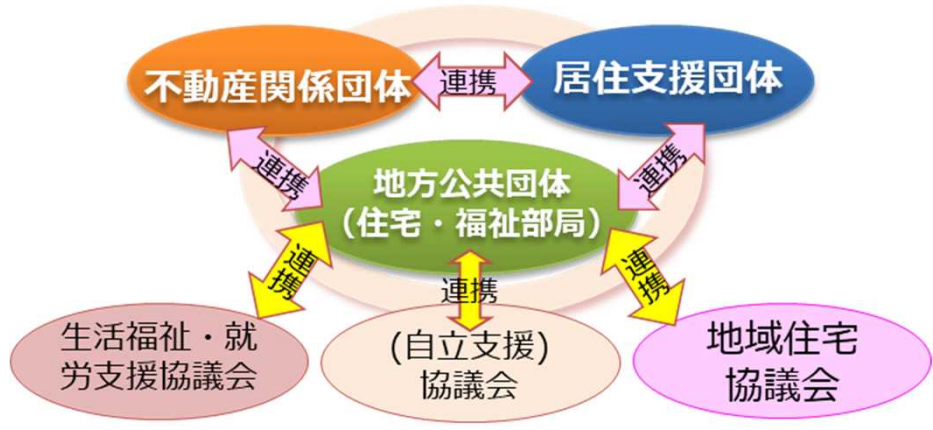 不動産関係団体
連携
居住支援団体
連携
連携
地方公共団体
(住宅・福祉部局)
連携
連携
連携
生活福祉・就
労支援協議会
(自立支援)
協議会
地域住宅
協議会